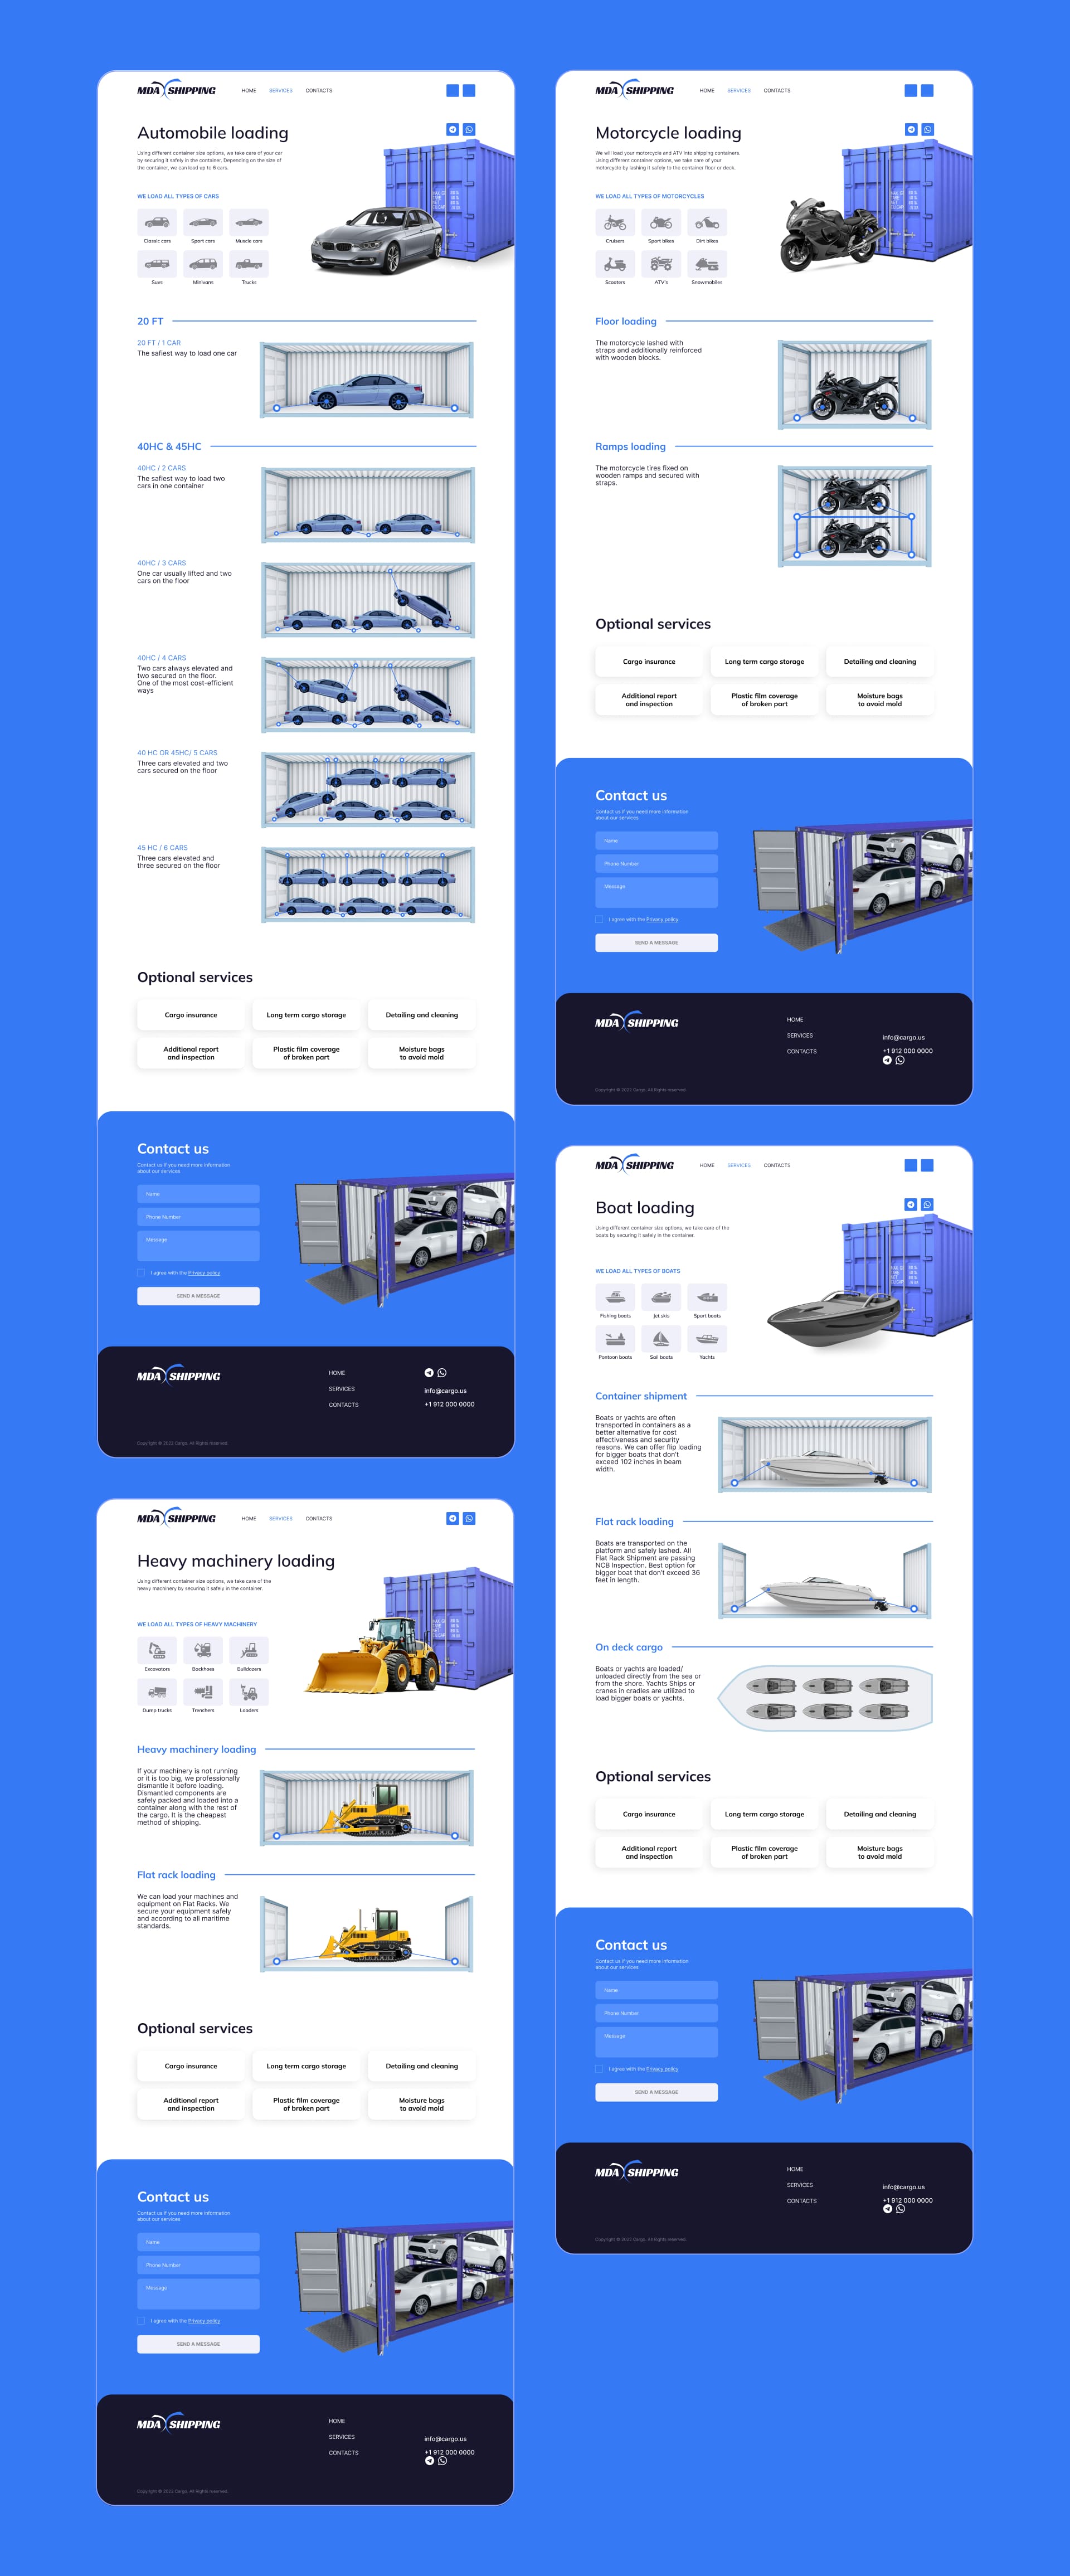 MDA SHIPPING
HOME
SERVICES
CONTACTS
Automobile loading
Using different container size options, we take care of your car
by securing it safely in the container. Depending on the size of
the container, we can load up to 6 cars.
WE LOAD ALL TYPES OF CARS
Classic cars
Sport cars
Muscle cars
Suvs
Minivans
Trucks
20 FT
20 FT / 1 CAR
The safiest way to load one car
40HC & 45HC
40HC / 2 CARS
The safiest way to load two
cars in one container
40HC / 3 CARS
One car usually lifted and two
cars on the floor
40HC / 4 CARS
Two cars always elevated and
two secured on the floor.
One of the most cost-efficient
ways
40 HC OR 45HC/ 5 CARS
Three cars elevated and two
cars secured on the floor
45 HC / 6 CARS
Three cars elevated and
three secured on the floor
Optional services
Cargo insurance
Long term cargo storage
Detailing and cleaning
Additional report
and inspection
Plastic film coverage
of broken part
Moisture bags
to avoid mold
Contact us
Contact us if you need more information
about our services
Name
Phone Number
Message
I agree with the Privacy policy
SEND A MESSAGE
MDA SHIPPING
HOME
SERVICES
CONTACTS
info@cargo.us
+1 912 000 0000
Copyright © 2022 Cargo. All Rights reserved.
MDA SHIPPING
HOME
SERVICES
CONTACTS
Heavy machinery loading
Using different container size options, we take care of the
heavy machinery by securing it safely in the container.
WE LOAD ALL TYPES OF HEAVY MACHINERY
Excavators
Backhoes
Bulldozers
Dump trucks
Trenchers
Loaders
Heavy machinery loading
If your machinery is not running
or it is too big, we professionally
dismantle it before loading.
Dismantled components are
safely packed and loaded into a
container along with the rest of
the cargo. It is the cheapest
method of shipping.
Flat rack loading
We can load your machines and
equipment on Flat Racks. We
secure your equipment safely
and according to all maritime
standards.
Optional services
Cargo insurance
Long term cargo storage
Detailing and cleaning
Additional report
and inspection
Plastic film coverage
of broken part
Moisture bags
to avoid mold
Contact us
Contact us if you need more information
about our services
Name
Phone Number
Message
I agree with the Privacy policy
SEND A MESSAGE
MDA SHIPPING
HOME
SERVICES
CONTACTS
info@cargo.us
+1 912 000 0000
Copyright © 2022 Cargo. All Rights reserved.
MDA SHIPPING
HOME
SERVICES
CONTACTS
Motorcycle loading
We will load your motorcycle and ATV into shipping containers.
Using different container options, we take care of your
motorcycle by lashing it safely to the container floor or deck.
WE LOAD ALL TYPES OF MOTORCYCLES
Cruisers
Sport bikes
Dirt bikes
Scooters
ATV's
Snowmobiles
Floor loading
The motorcycle lashed with
straps and additionally reinforced
with wooden blocks.
Ramps loading
The motorcycle tires fixed on
wooden ramps and secured with
straps.
Optional services
Cargo insurance
Long term cargo storage
Detailing and cleaning
Additional report
and inspection
Plastic film coverage
of broken part
Moisture bags
to avoid mold
Contact us
Contact us if you need more information
about our services
Name
Phone Number
Message
I agree with the Privacy policy
SEND A MESSAGE
MDA SHIPPING
HOME
SERVICES
CONTACTS
info@cargo.us
+1 912 000 0000
Copyright © 2022 Cargo. All Rights reserved.
MDA SHIPPING
HOME
SERVICES
CONTACTS
Boat loading
Using different container size options, we take care of the
boats by securing it safely in the container.
WE LOAD ALL TYPES OF BOATS
Fishing boats
Jet skis
Sport boats
Pontoon boats
Sail boats
Yachts
Container shipment
Boats or yachts are often
transported in containers as a
better alternative for cost
effectiveness and security
reasons. We can offer flip loading
for bigger boats that don't
exceed 102 inches in beam
width.
Flat rack loading
Boats are transported on the
platform and safely lashed. All
Flat Rack Shipment are passing
NCB Inspection. Best option for
bigger boat that don't exceed 36
feet in length.
On deck cargo
Boats or yachts are loaded/
unloaded directly from the sea or
from the shore. Yachts Ships or
cranes in cradles are utilized to
load bigger boats or yachts.
Optional services
Cargo insurance
Long term cargo storage
Detailing and cleaning
Additional report
and inspection
Plastic film coverage
of broken part
Moisture bags
to avoid mold
Contact us
Contact us if you need more information
about our services
Name
Phone Number
Message
I agree with the Privacy policy
SEND A MESSAGE
MDA SHIPPING
HOME
SERVICES
CONTACTS
info@cargo.us
+1 912 000 0000
Copyright © 2022 Cargo. All Rights reserved.